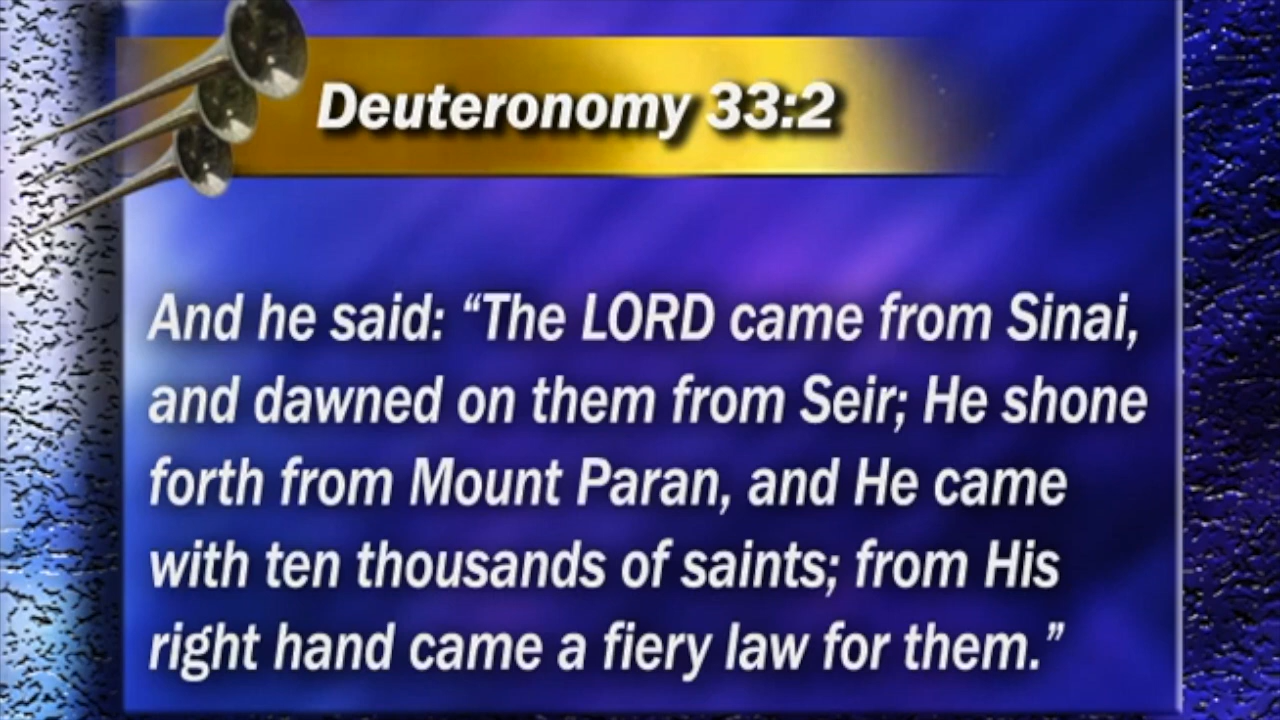 Deuteronomy 33:2
And he said: “The LORD came from Sinai,
and dawned on them from Seir; He shone
forth from Mount Paran, and He came
with ten thousands of saints; from His
right hand came a fiery law for them.”